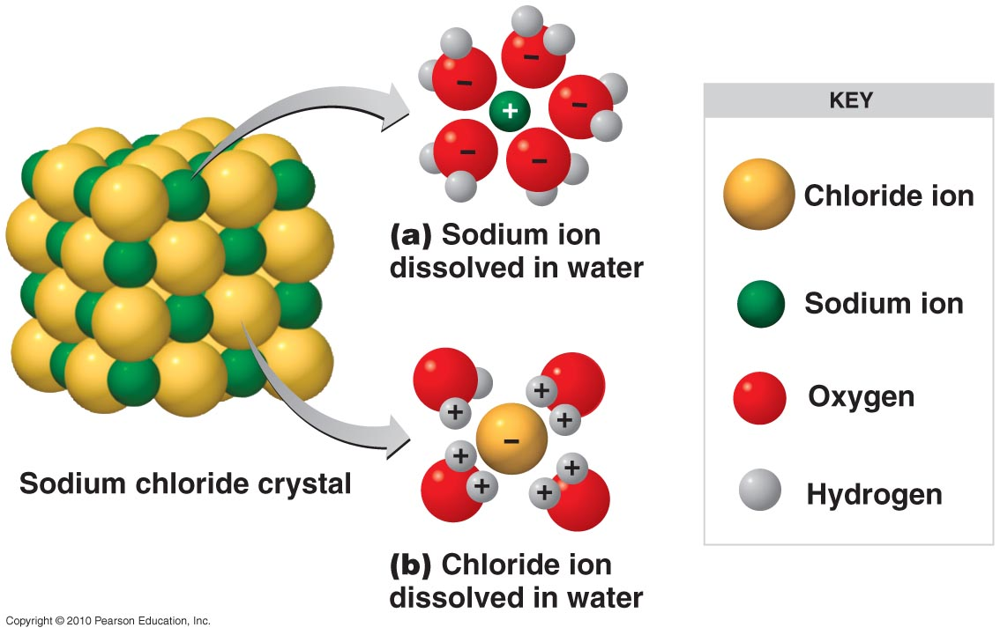 −
−
−
+
−
−
(a) Sodium ion
dissolved in water
KEY
Chloride ion
Sodium ion
Oxygen
Hydrogen
+
+
+
−
+
+
+
+
Sodium chloride crystal
(b) Chloride ion
dissolved in water
Copyright © 2010 Pearson Education, Inc.